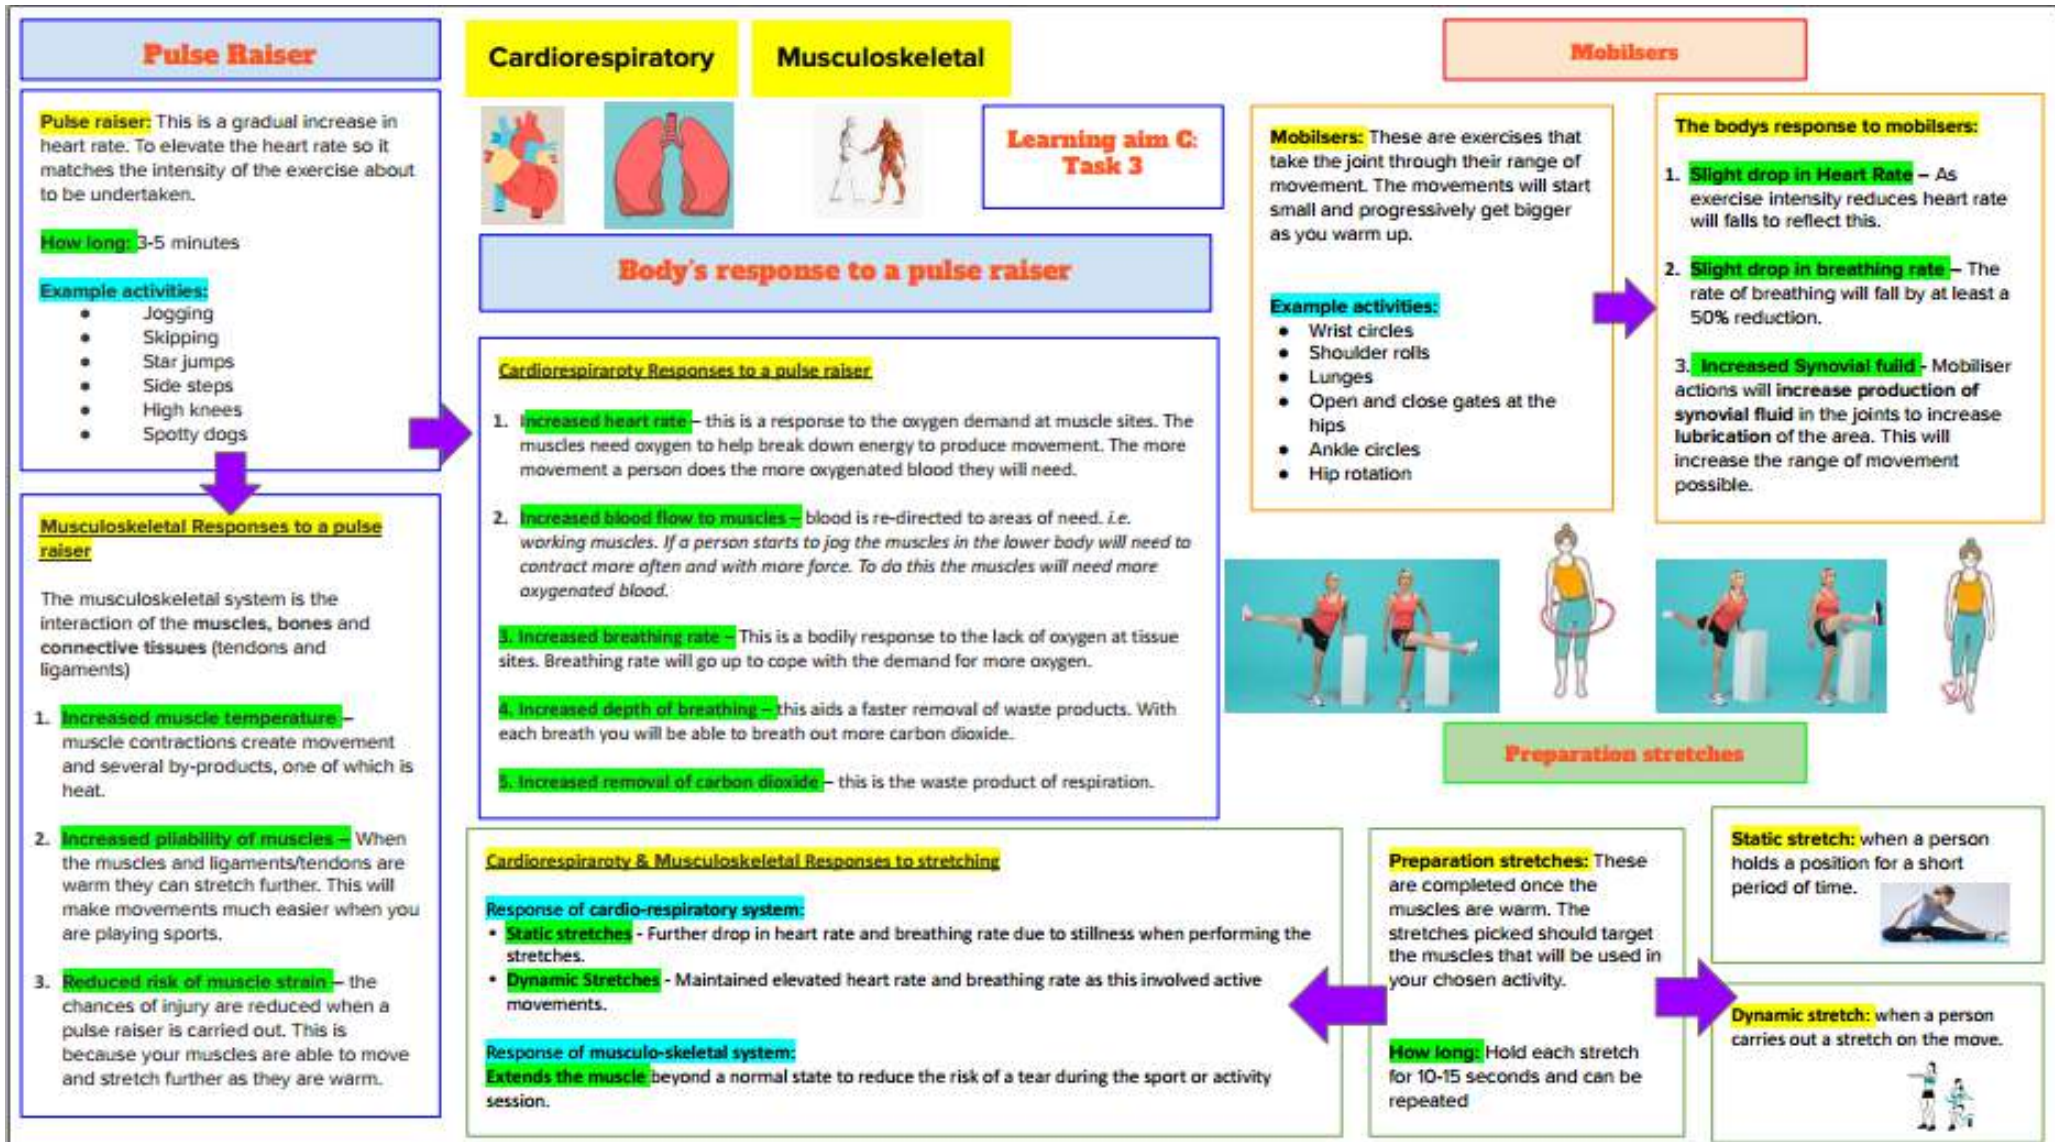 Pulse Raiser
Pulse raiser: This is a gradual increase in
heart rate. To elevate the heart rate so it
matches the intensity of the exercise about
to be undertaken.
How long: 3-5 minutes
Example activities:
● Jogging
● Skipping
● Star jumps
● Side steps
● High knees
● Spotty dogs
Musculoskeletal Responses to a pulse
raiser
The musculoskeletal system is the
interaction of the muscles, bones and
connective tissues (tendons and
ligaments)
1. Increased muscle temperature –
muscle contractions create movement
and several by-products, one of which is
heat.
2. Increased pliability of muscles – When
the muscles and ligaments/tendons are
warm they can stretch further. This will
make movements much easier when you
are playing sports.
3. Reduced risk of muscle strain – the
chances of injury are reduced when a
pulse raiser is carried out. This is
because your muscles are able to move
and stretch further as they are warm.
Cardiorespiratory
Musculoskeletal
Learning aim C:
Task 3
Body's response to a pulse raiser
Cardiorespiraroty Responses to a pulse raiser
1. Increased heart rate – this is a response to the oxygen demand at muscle sites. The
muscles need oxygen to help break down energy to produce movement. The more
movement a person does the more oxygenated blood they will need.
2. Increased blood flow to muscles – blood is re-directed to areas of need. i.e.
working muscles. If a person starts to jog the muscles in the lower body will need to
contract more often and with more force. To do this the muscles will need more
oxygenated blood.
3. Increased breathing rate – This is a bodily response to the lack of oxygen at tissue
sites. Breathing rate will go up to cope with the demand for more oxygen.
4. Increased depth of breathing – this aids a faster removal of waste products. With
each breath you will be able to breath out more carbon dioxide.
5. Increased removal of carbon dioxide – this is the waste product of respiration.
Mobilsers
Mobilsers: These are exercises that
take the joint through their range of
movement. The movements will start
small and progressively get bigger
as you warm up.
Example activities:
● Wrist circles
● Shoulder rolls
● Lunges
● Open and close gates at the
hips
● Ankle circles
● Hip rotation
The bodys response to mobilsers:
1. Slight drop in Heart Rate – As
exercise intensity reduces heart rate
will falls to reflect this.
2. Slight drop in breathing rate – The
rate of breathing will fall by at least a
50% reduction.
3. Increased Synovial fuild - Mobiliser
actions will increase production of
synovial fluid in the joints to increase
lubrication of the area. This will
increase the range of movement
possible.
Preparation stretches
Preparation stretches: These
are completed once the
muscles are warm. The
stretches picked should target
the muscles that will be used in
your chosen activity.
How long: Hold each stretch
for 10-15 seconds and can be
repeated
Static stretch: when a person
holds a position for a short
period of time.
Dynamic stretch: when a person
carries out a stretch on the move.
Cardiorespiraroty & Musculoskeletal Responses to stretching
Response of cardio-respiratory system:
• Static stretches - Further drop in heart rate and breathing rate due to stillness when performing the
stretches.
• Dynamic Stretches - Maintained elevated heart rate and breathing rate as this involved active
movements.
Response of musculo-skeletal system:
Extends the muscle beyond a normal state to reduce the risk of a tear during the sport or activity
session.